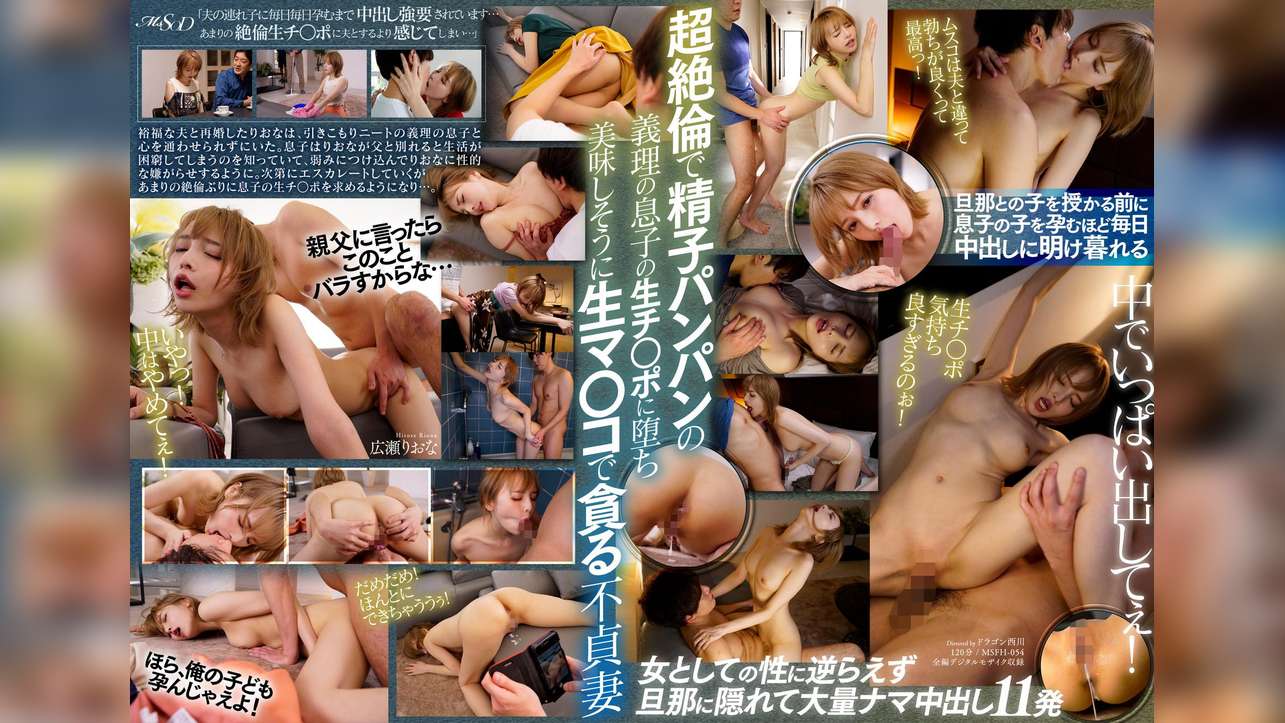 MSD
「夫の連れ子に毎日毎日孕むまで中出し強要されています…
あまりの絶倫生チ〇ポに夫とするより感じてしまい…」
裕福な夫と再婚したりおなは、引きこもりニートの義理の息子と
心を通わせられずにいた。息子はりおなが父と別れると生活が
困窮してしまうのを知っていて、弱みにつけ込んでりおなに性的
な嫌がらせするように。次第にエスカレートしていくが、
あまりの絶倫ぶりに息子の生チ〇ポを求めるようになり…。
親父に言ったら
このこと
バラすからな…
いやっ
中はやめてぇ!
Hirose Riona
広瀬りおな
だめだめ!
ほんとに
できちゃううぅ!
ほら、俺の子ども
孕んじゃえよ!
超絶倫で精子パンパンの
義理の息子の生チ〇ポに堕ち
美味しそうに生マ〇コで貪る不貞妻
ムスコは夫と違って
勃ちが良くって
最高っ!
旦那との子を授かる前に
息子の子を孕むほど毎日
中出しに明け暮れる
生チ〇ポ
気持ち
良すぎるのぉ!
中でいっぱい出してぇ!
Directed by ドラゴン西川
120分 / MSFH-054
全編デジタルモザイク収録
女としての性に逆らえず
旦那に隠れて大量ナマ中出し11発